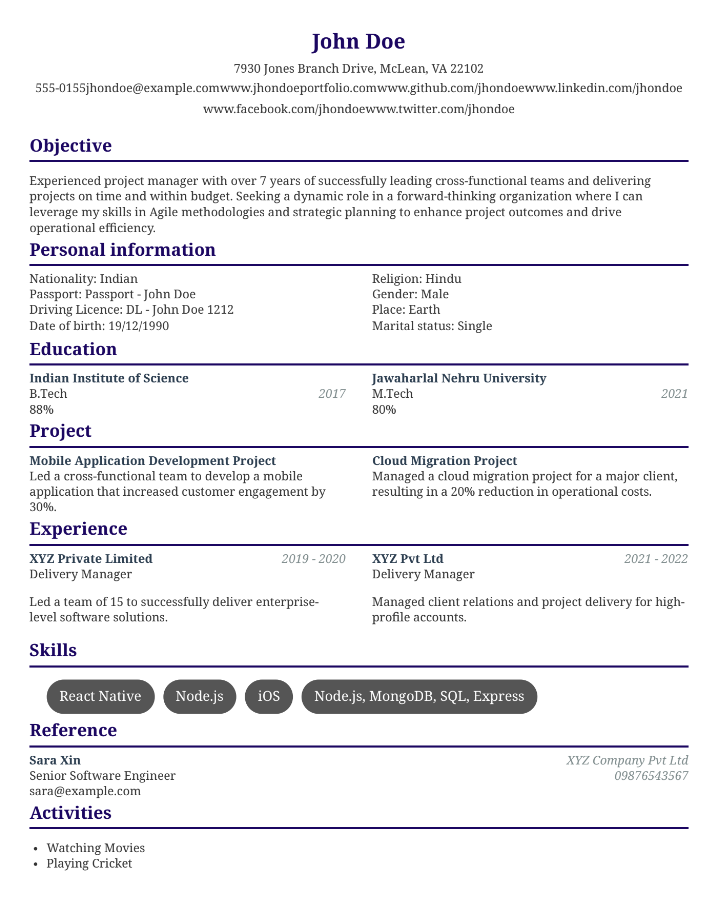 John Doe
7930 Jones Branch Drive, McLean, VA 22102
555-0155jhondoe@example.comwww.jhondoeportfolio.comwww.github.com/jhondoewww.linkedin.com/jhondoe
www.facebook.com/jhondoewww.twitter.com/jhondoe
Objective
Experienced project manager with over 7 years of successfully leading cross-functional teams and delivering
projects on time and within budget. Seeking a dynamic role in a forward-thinking organization where I can
leverage my skills in Agile methodologies and strategic planning to enhance project outcomes and drive
operational efficiency.
Personal information
Nationality: Indian
Passport: Passport - John Doe
Driving Licence: DL - John Doe 1212
Date of birth: 19/12/1990
Religion: Hindu
Gender: Male
Place: Earth
Marital status: Single
Education
Indian Institute of Science
B.Tech 2017
88%
Jawaharlal Nehru University
M.Tech 2021
80%
Project
Mobile Application Development Project
Led a cross-functional team to develop a mobile
application that increased customer engagement by
30%.
Cloud Migration Project
Managed a cloud migration project for a major client,
resulting in a 20% reduction in operational costs.
Experience
XYZ Private Limited 2019 - 2020
Delivery Manager
Led a team of 15 to successfully deliver enterprise-
level software solutions.
XYZ Pvt Ltd 2021 - 2022
Delivery Manager
Managed client relations and project delivery for high-
profile accounts.
Skills
React Native Node.js iOS Node.js, MongoDB, SQL, Express
Reference
Sara Xin XYZ Company Pvt Ltd
Senior Software Engineer 09876543567
sara@example.com
Activities
• Watching Movies
• Playing Cricket